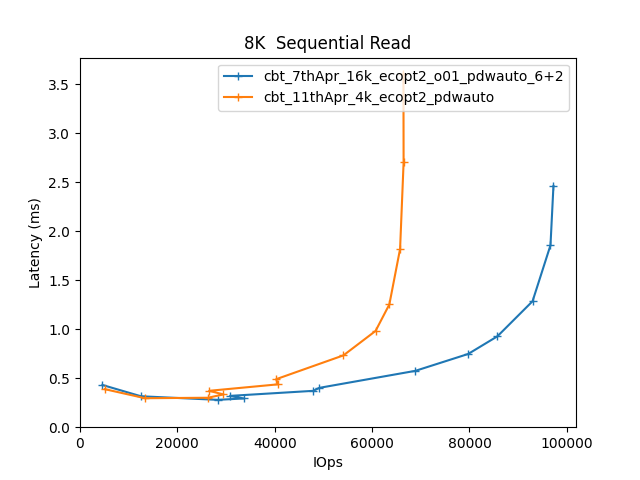 8K  Sequential Read
cbt_7thApr_16k_ecopt2_o01_pdwauto_6+2
cbt_11thApr_4k_ecopt2_pdwauto
Latency (ms)
3.5
3.0
2.5
2.0
1.5
1.0
0.5
0.0
0 20000 40000 60000 80000 100000
IOps